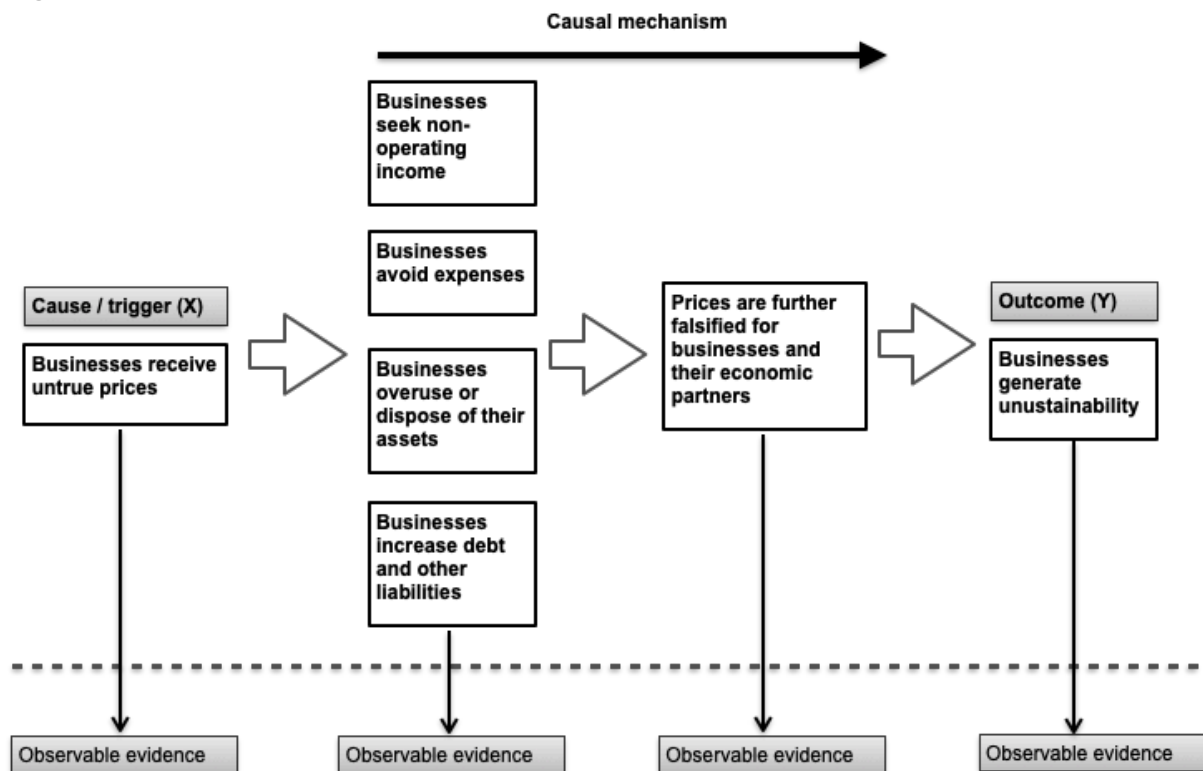 Causal mechanism
Businesses
seek non-
operating
income
Businesses
avoid expenses
Cause / trigger (X)
Businesses receive
untrue prices
Businesses
overuse or
dispose of their
assets
Businesses
increase debt
and other
liabilities
Prices are further
falsified for
businesses and
their economic
partners
Outcome (Y)
Businesses
generate
unustainability
Observable evidence
Observable evidence
Observable evidence
Observable evidence